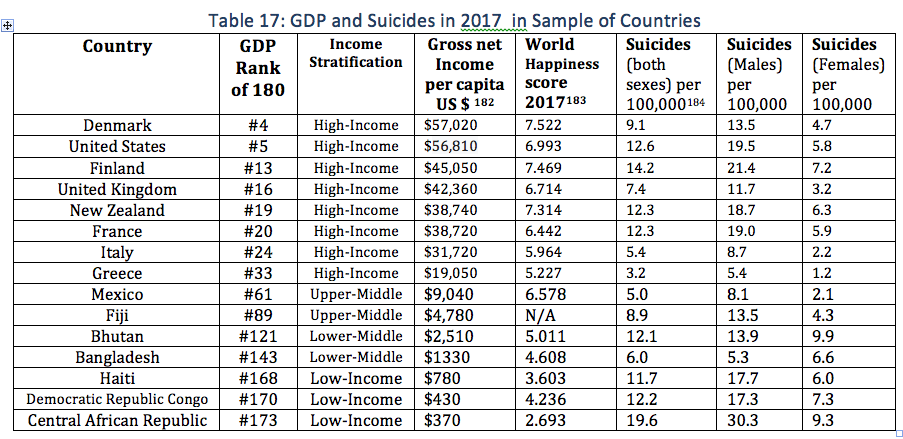 Table 17: GDP and Suicides in 2017 in Sample of Countries
Country GDP Rank of 180 Income Stratification Gross net Income per capita US $ 182 World Happiness score 2017183 Suicides (both sexes) per 100,000184 Suicides (Males) per 100,000 Suicides (Females) per 100,000
Denmark #4 High-Income $57,020 7.522 9.1 13.5 4.7
United States #5 High-Income $56,810 6.993 12.6 19.5 5.8
Finland #13 High-Income $45,050 7.469 14.2 21.4 7.2
United Kingdom #16 High-Income $42,360 6.714 7.4 11.7 3.2
New Zealand #19 High-Income $38,740 7.314 12.3 18.7 6.3
France #20 High-Income $38,720 6.442 12.3 19.0 5.9
Italy #24 High-Income $31,720 5.964 5.4 8.7 2.2
Greece #33 High-Income $19,050 5.227 3.2 5.4 1.2
Mexico #61 Upper-Middle $9,040 6.578 5.0 8.1 2.1
Fiji #89 Upper-Middle $4,780 N/A 8.9 13.5 4.3
Bhutan #121 Lower-Middle $2,510 5.011 12.1 13.9 9.9
Bangladesh #143 Lower-Middle $1330 4.608 6.0 5.3 6.6
Haiti #168 Low-Income $780 3.603 11.7 17.7 6.0
Democratic Republic Congo #170 Low-Income $430 4.236 12.2 17.3 7.3
Central African Republic #173 Low-Income $370 2.693 19.6 30.3 9.3